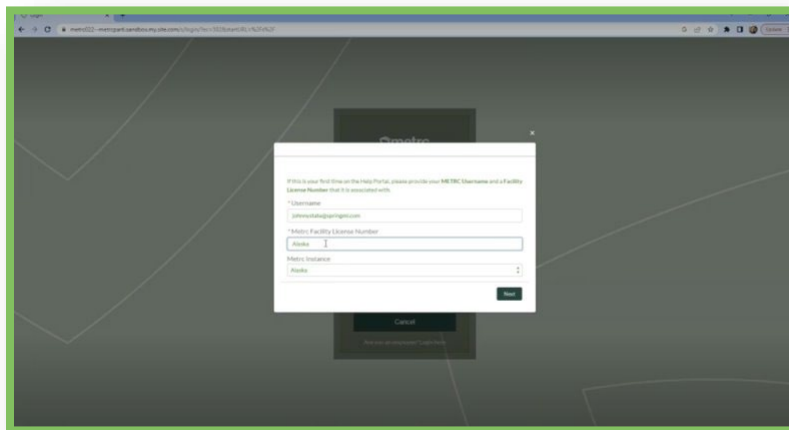 Login
metrc
If this is your first time on the Help Portal, please provide your METRC Username and a Facility
License Number that it is associated with.
*Username
*Metrc Facility License Number
Alaska
Metrc Instance
Alaska
Next
Cancel